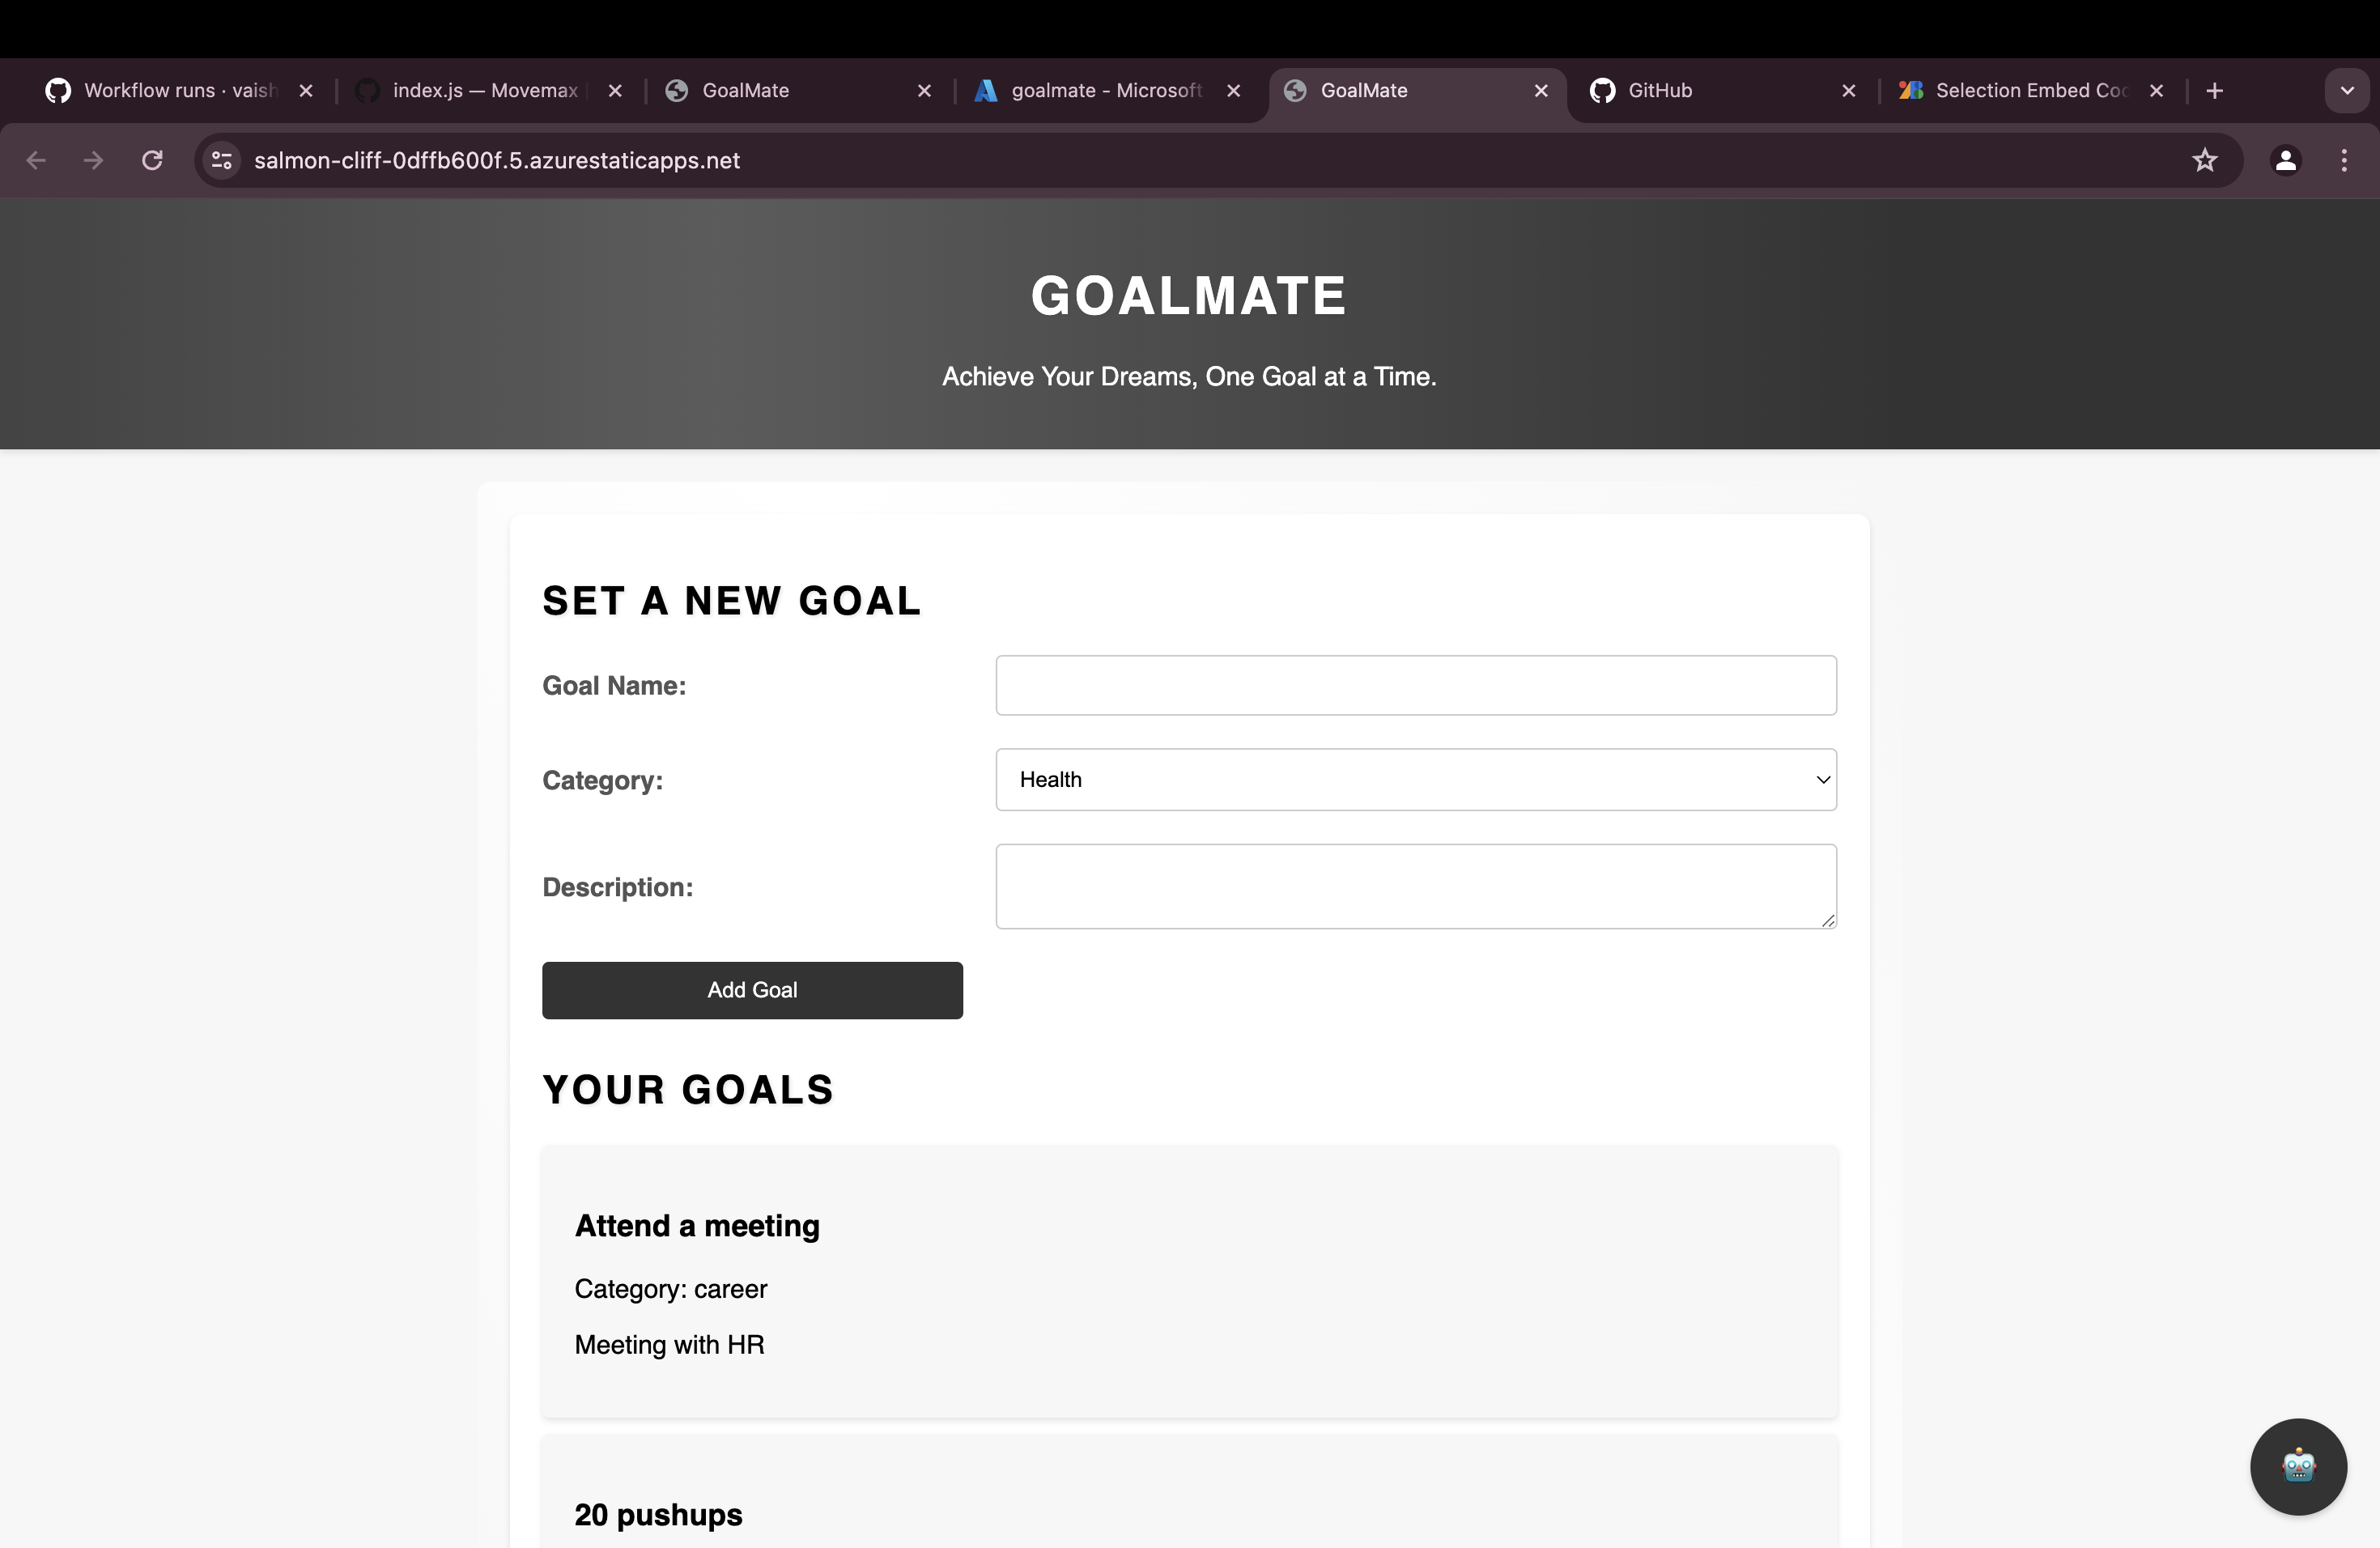 Workflow runs · vaish
index.js — Movemax
GoalMate
goalmate - Microsoft
GoalMate
GitHub
Selection Embed Coc
salmon-cliff-0dffb600f.5.azurestaticapps.net
GOALMATE
Achieve Your Dreams, One Goal at a Time.
SET A NEW GOAL
Goal Name:
Category:
Health
Description:
Add Goal
YOUR GOALS
Attend a meeting
Category: career
Meeting with HR
20 pushups